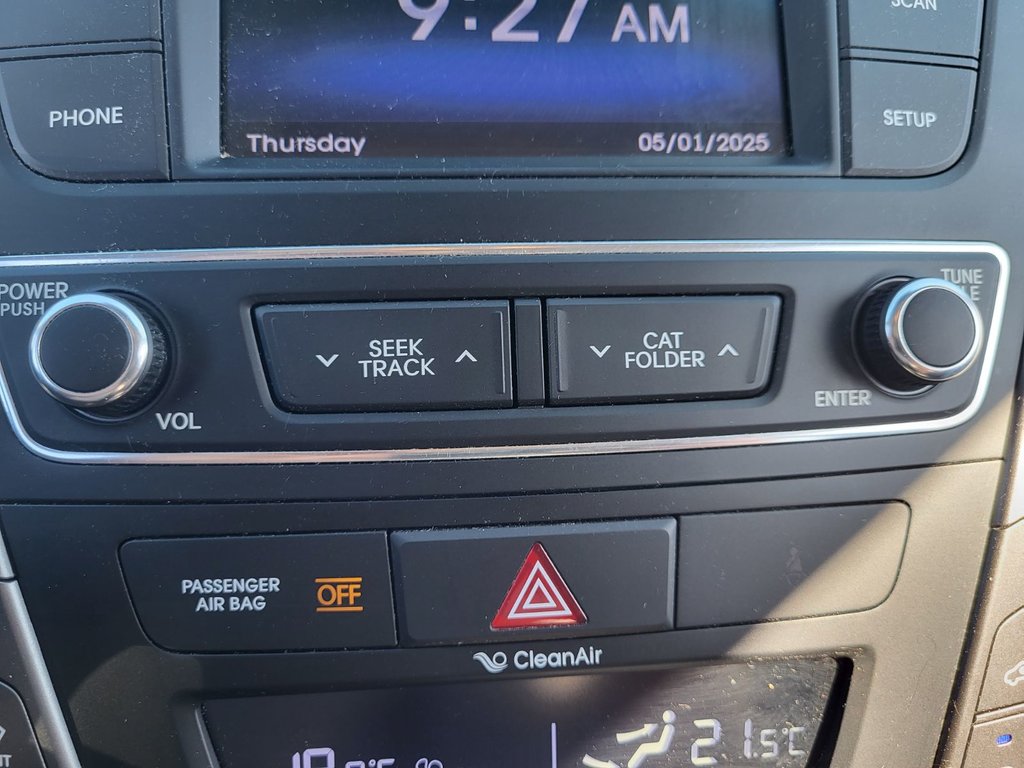 9:27 AM
SCAN
PHONE
SETUP
Thursday
05/01/2025
POWER
PUSH
VOL
SEEK
TRACK
CAT
FOLDER
TUNE
ENTER
PASSENGER
AIR BAG
OFF
CleanAir
21.5°C